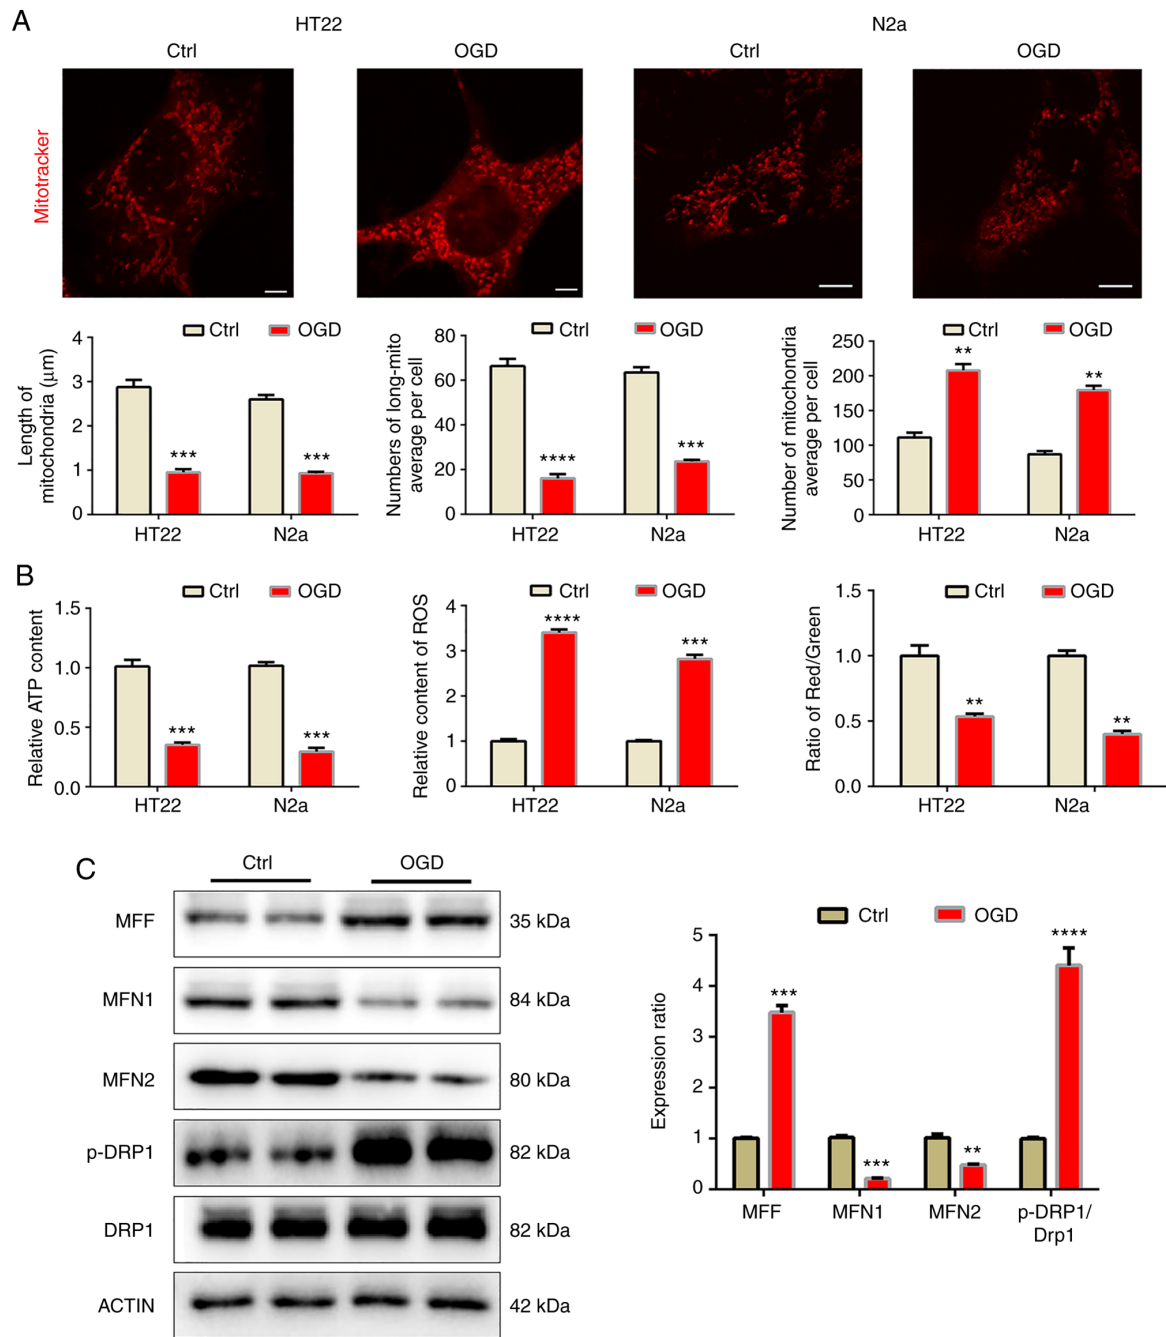 A
HT22
N2a
Ctrl
OGD
Ctrl
OGD
Mitotracker
Ctrl
OGD
Length of
mitochondria (μm)
4
3
2
1
0
***
***
HT22
N2a
Ctrl
OGD
Numbers of long-mito
average per cell
80
60
40
20
0
****
***
HT22
N2a
Ctrl
OGD
Number of mitochondria
average per cell
250
200
150
100
50
0
**
**
HT22
N2a
B
Ctrl
OGD
Relative ATP content
1.5
1.0
0.5
0.0
***
***
HT22
N2a
Ctrl
OGD
Relative content of ROS
4
3
2
1
0
****
***
HT22
N2a
Ctrl
OGD
Ratio of Red/Green
1.5
1.0
0.5
0.0
**
**
HT22
N2a
C
Ctrl
OGD
MFF
35 kDa
MFN1
84 kDa
MFN2
80 kDa
p-DRP1
82 kDa
DRP1
82 kDa
ACTIN
42 kDa
Ctrl
OGD
Expression ratio
5
4
3
2
1
0
***
***
**
****
MFF
MFN1
MFN2
p-DRP1/
Drp1